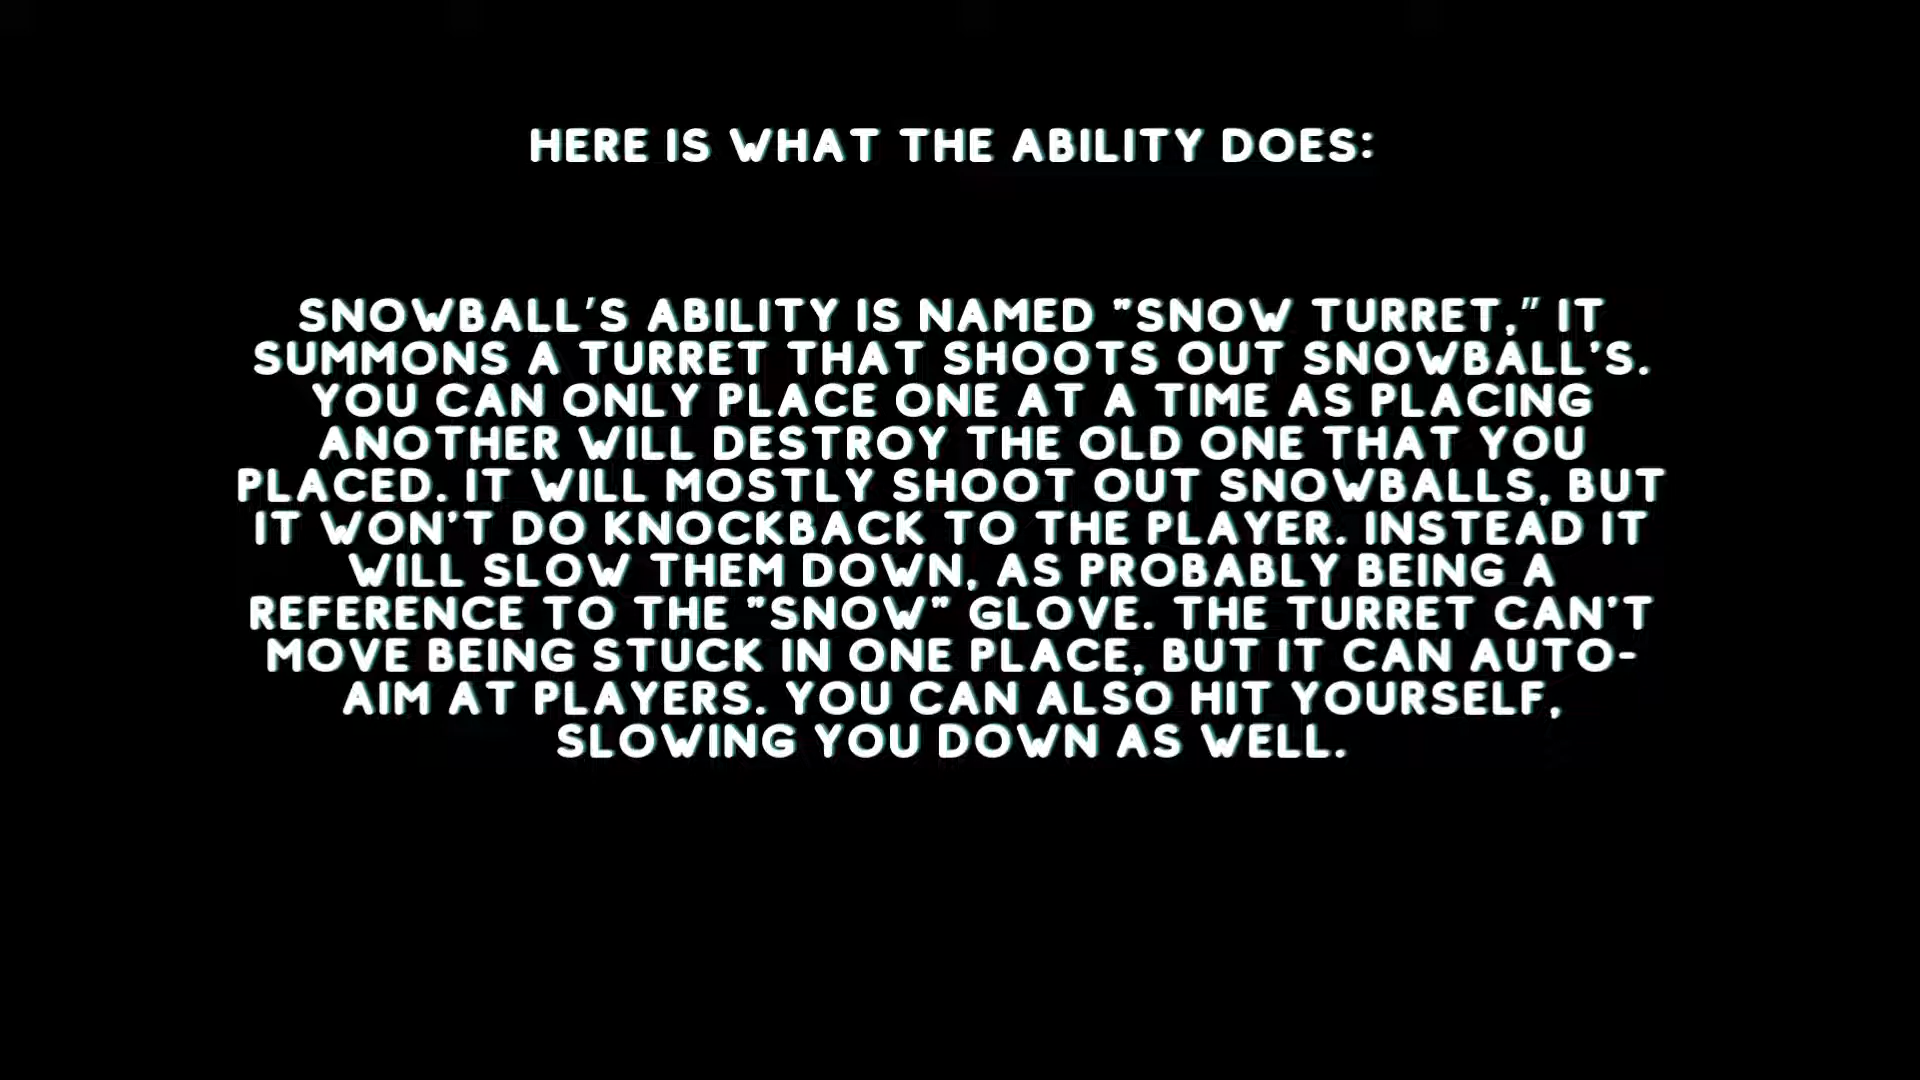 HERE IS WHAT THE ABILITY DOES:
SNOWBALL'S ABILITY IS NAMED "SNOW TURRET," IT
SUMMONS A TURRET THAT SHOOTS OUT SNOWBALL'S.
YOU CAN ONLY PLACE ONE AT A TIME AS PLACING
ANOTHER WILL DESTROY THE OLD ONE THAT YOU
PLACED. IT WILL MOSTLY SHOOT OUT SNOWBALLS, BUT
IT WON'T DO KNOCKBACK TO THE PLAYER. INSTEAD IT
WILL SLOW THEM DOWN, AS PROBABLY BEING A
REFERENCE TO THE "SNOW" GLOVE. THE TURRET CAN'T
MOVE BEING STUCK IN ONE PLACE, BUT IT CAN AUTO-
AIM AT PLAYERS. YOU CAN ALSO HIT YOURSELF,
SLOWING YOU DOWN AS WELL.